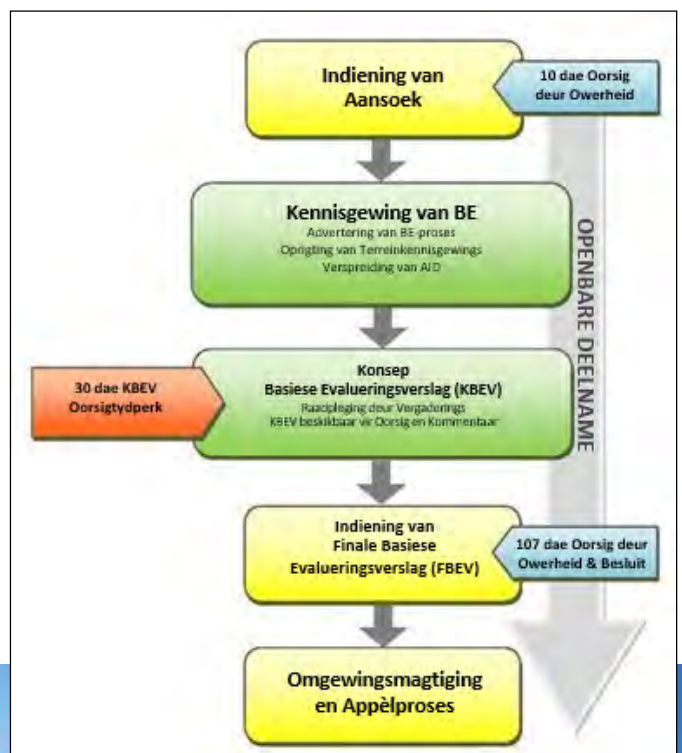 Indiening van
Aansoek
10 dae Oorsig
deur Owerheid
Kennisgewing van BE
Advertering van BE-proses
Oprigting van Terreinkennisgewings
Verspreiding van AID
OPENBARE DEELNAME
30 dae KBEV
Oorsigtydperk
Konsep
Basiese Evalueringsverslag (KBEV)
Raadpleging deur Vergaderings
KBEV beskikbaar vir Oorsig en Kommentaar
Indiening van
Finale Basiese
Evalueringsverslag (FBEV)
107 dae Oorsig deur
Owerheid & Besluit
Omgewingsmagtiging
en Appèlproses